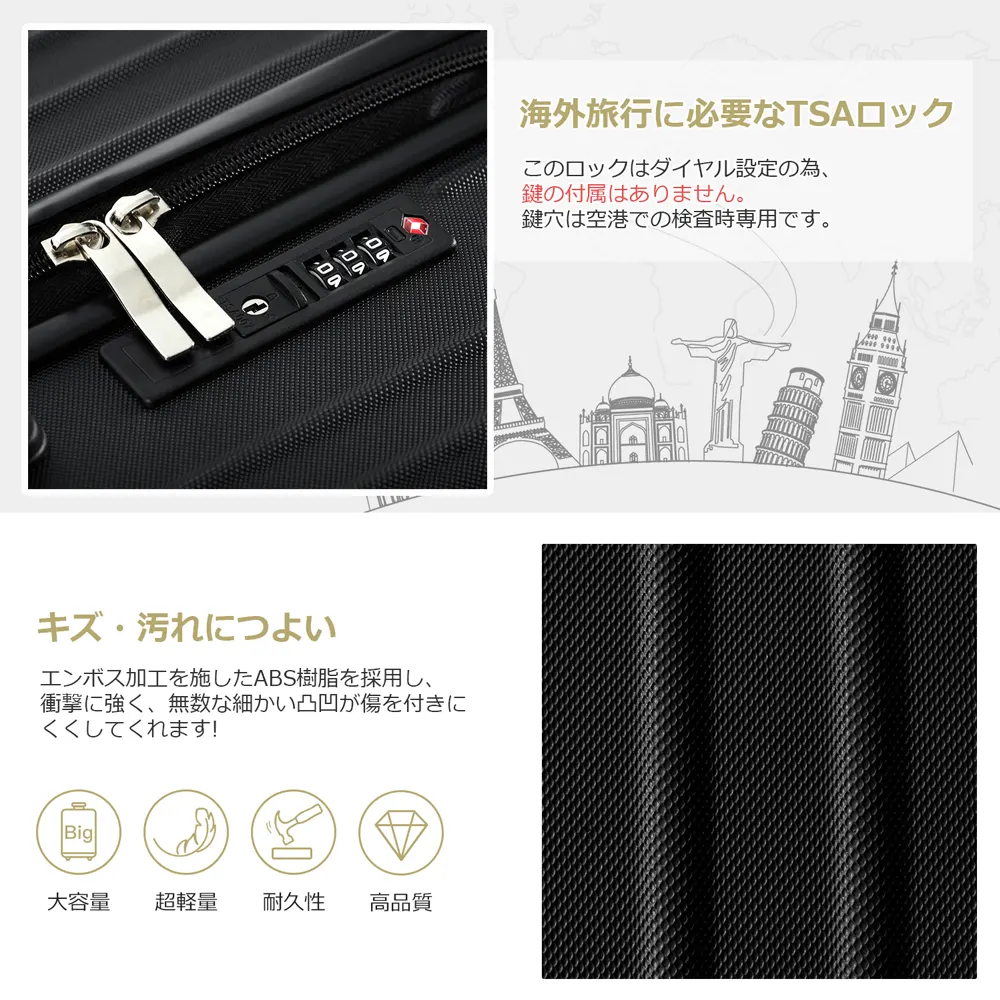 海外旅行に必要なTSAロック
このロックはダイヤル設定の為、
鍵の付属はありません。
鍵穴は空港での検査時専用です。
キズ・汚れにつよい
エンボス加工を施したABS樹脂を採用し、
衝撃に強く、無数な細かい凸凹が傷を付きに
くくしてくれます!
Big
大容量
超軽量
耐久性
高品質